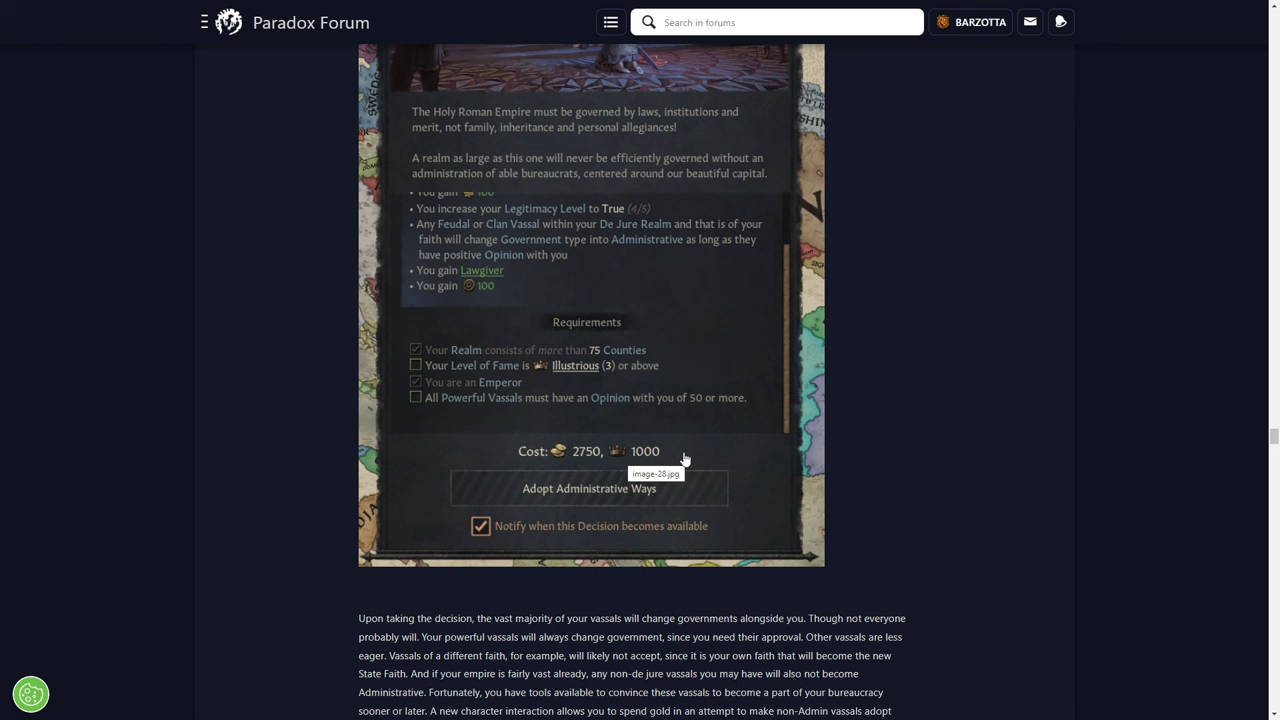 Paradox Forum
Search in forums
BARZOTTA
The Holy Roman Empire must be governed by laws, institutions and
merit, not family, inheritance and personal allegiances!
A realm as large as this one will never be efficiently governed without an
administration of able bureaucrats, centered around our beautiful capital.
• You gain 100
• You increase your Legitimacy Level to True (4/5)
• Any Feudal or Clan Vassal within your De Jure Realm and that is of your
faith will change Government type into Administrative as long as they
have positive Opinion with you
• You gain Lawgiver
• You gain 100
Requirements
Your Realm consists of more than 75 Counties
Your Level of Fame is Illustrious (3) or above
You are an Emperor
All Powerful Vassals must have an Opinion with you of 50 or more.
Cost: 2750, 1000
image-28.jpg
Adopt Administrative Ways
Notify when this Decision becomes available
Upon taking the decision, the vast majority of your vassals will change governments alongside you. Though not everyone
probably will. Your powerful vassals will always change government, since you need their approval. Other vassals are less
eager. Vassals of a different faith, for example, will likely not accept, since it is your own faith that will become the new
State Faith. And if your empire is fairly vast already, any non-de jure vassals you may have will also not become
Administrative. Fortunately, you have tools available to convince these vassals to become a part of your bureaucracy
sooner or later. A new character interaction allows you to spend gold in an attempt to make non-Admin vassals adopt